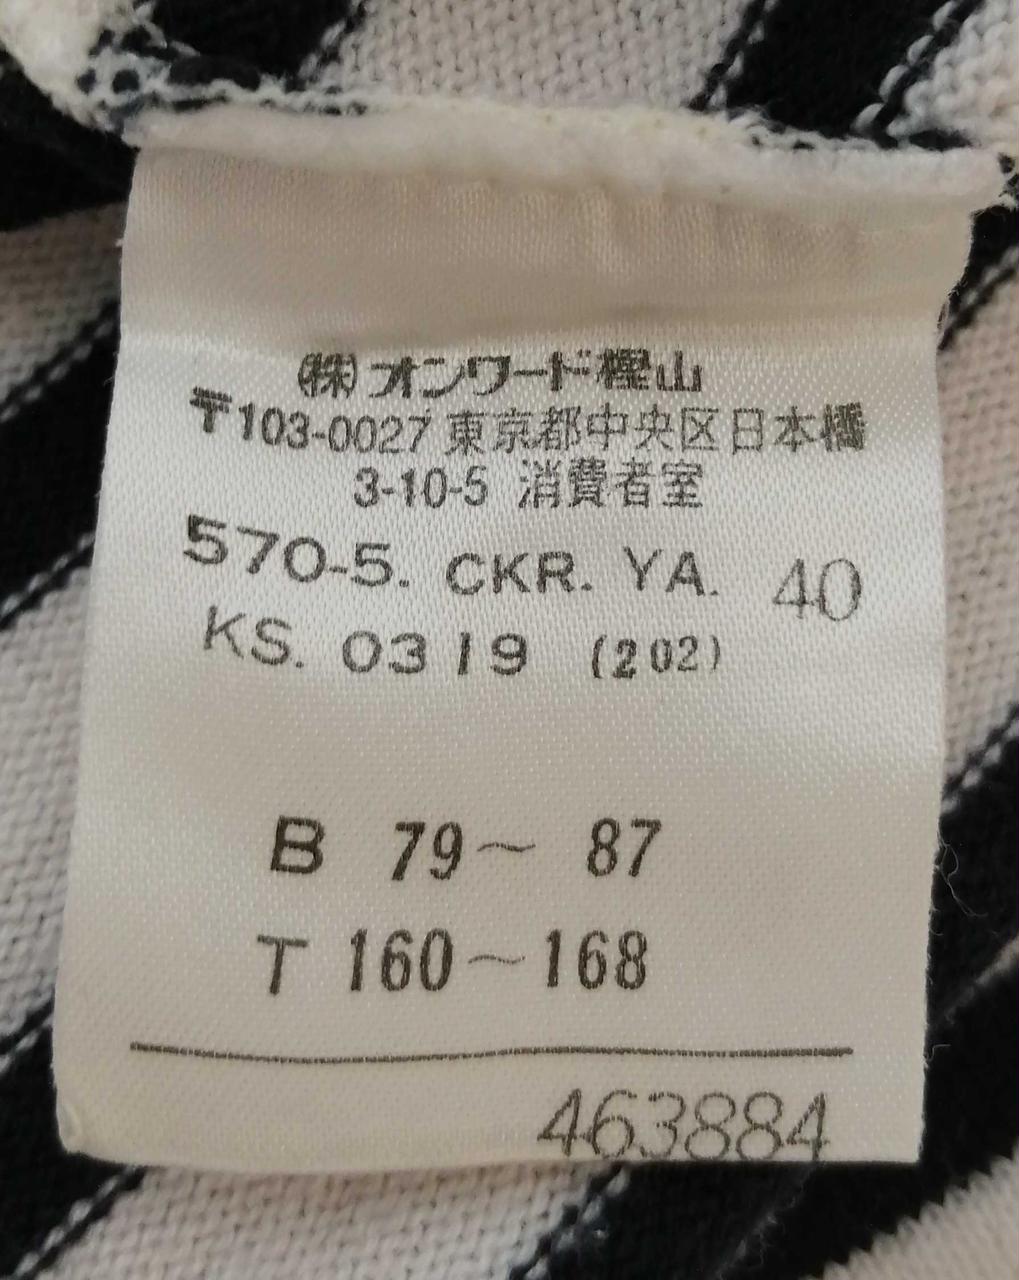 ㈱オンワード樫山
〒103-0027 東京都中央区日本橋
3-10-5 消費者室
570-5. CKR. YA. 40
KS. 0319 (202)
B 79～ 87
T 160～168
463884